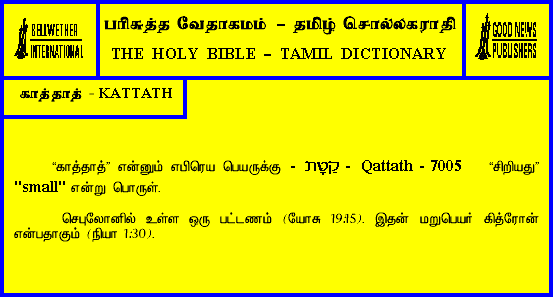 BELLWETHER
INTERNATIONAL
பரிசுத்த வேதாகமம் – தமிழ் சொல்லகராதி
THE HOLY BIBLE – TAMIL DICTIONARY
GOOD NEWS
PUBLISHERS
காத்தாத் - KATTATH
“காத்தாத்” என்னும் எபிரெய பெயருக்கு - קַטָּת - Qattath - 7005 “சிறியது”
"small" என்று பொருள்.
செபுலோனில் உள்ள ஒரு பட்டணம் (யோசு 19:15). இதன் மறுபெயர் கித்ரோன்
என்பதாகும் (நியா 1:30).